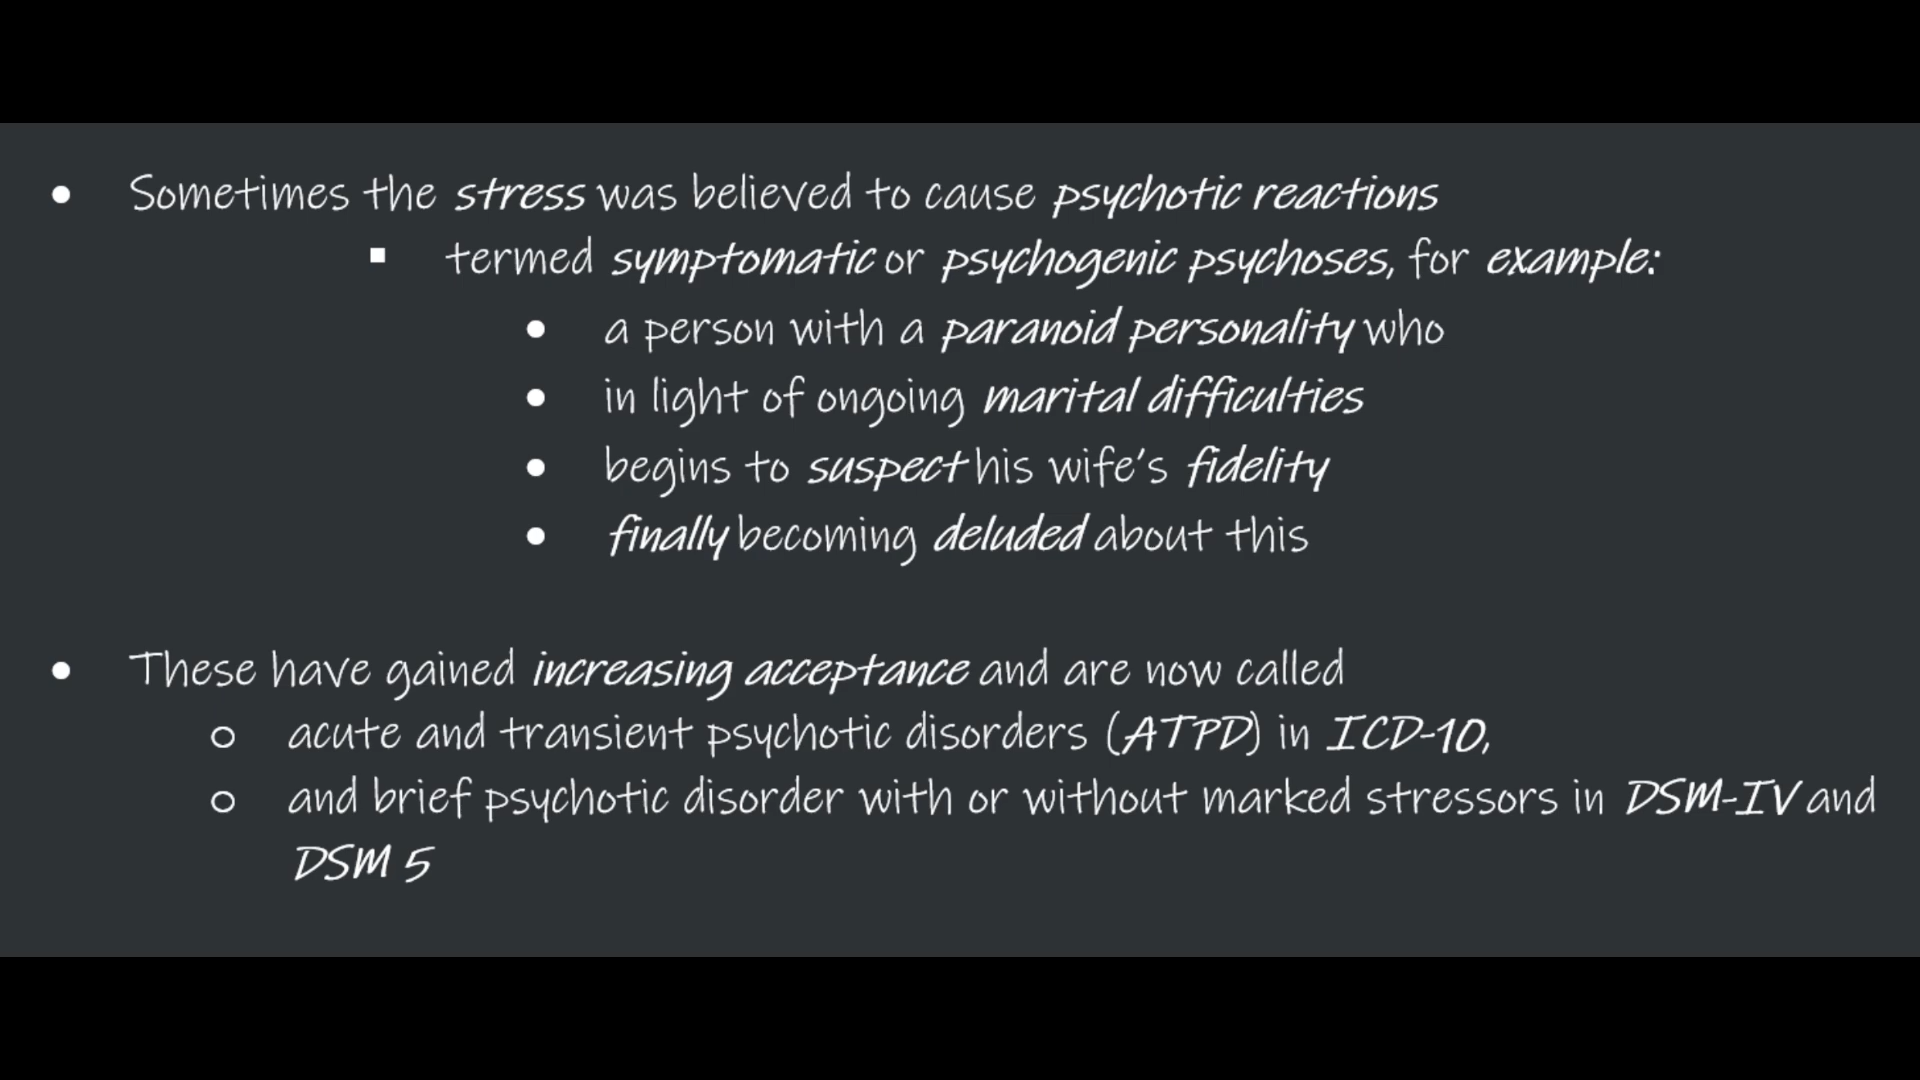 Sometimes the stress was believed to cause psychotic reactions
termed symptomatic or psychogenic psychoses, for example:
a person with a paranoid personality who
in light of ongoing marital difficulties
begins to suspect his wife's fidelity
finally becoming deluded about this
These have gained increasing acceptance and are now called
acute and transient psychotic disorders (ATPD) in ICD-10,
and brief psychotic disorder with or without marked stressors in DSM-IV and
DSM 5